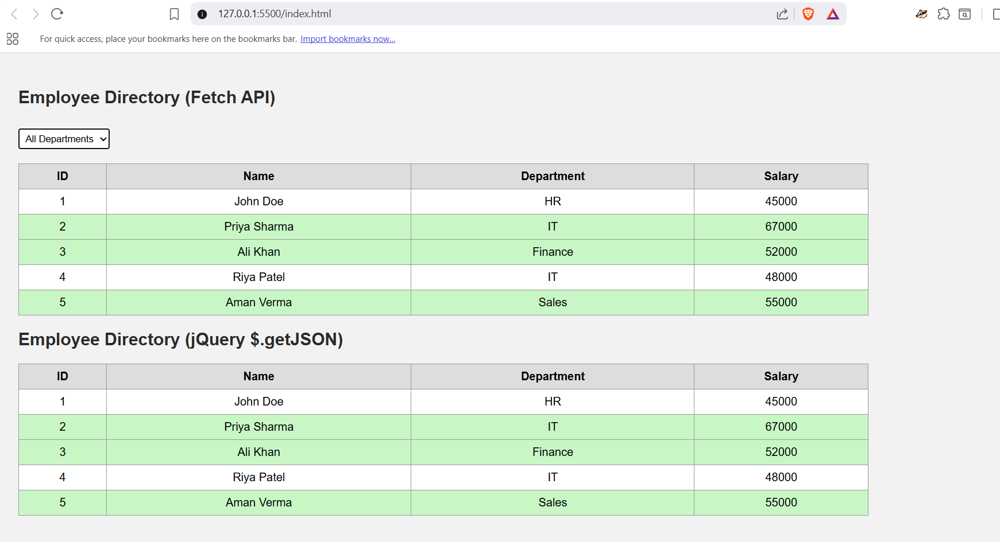 127.0.0.1:5500/index.html
For quick access, place your bookmarks here on the bookmarks bar. Import bookmarks now...
Employee Directory (Fetch API)
All Departments
ID Name Department Salary
1 John Doe HR 45000
2 Priya Sharma IT 67000
3 Ali Khan Finance 52000
4 Riya Patel IT 48000
5 Aman Verma Sales 55000
Employee Directory (jQuery $.getJSON)
ID Name Department Salary
1 John Doe HR 45000
2 Priya Sharma IT 67000
3 Ali Khan Finance 52000
4 Riya Patel IT 48000
5 Aman Verma Sales 55000